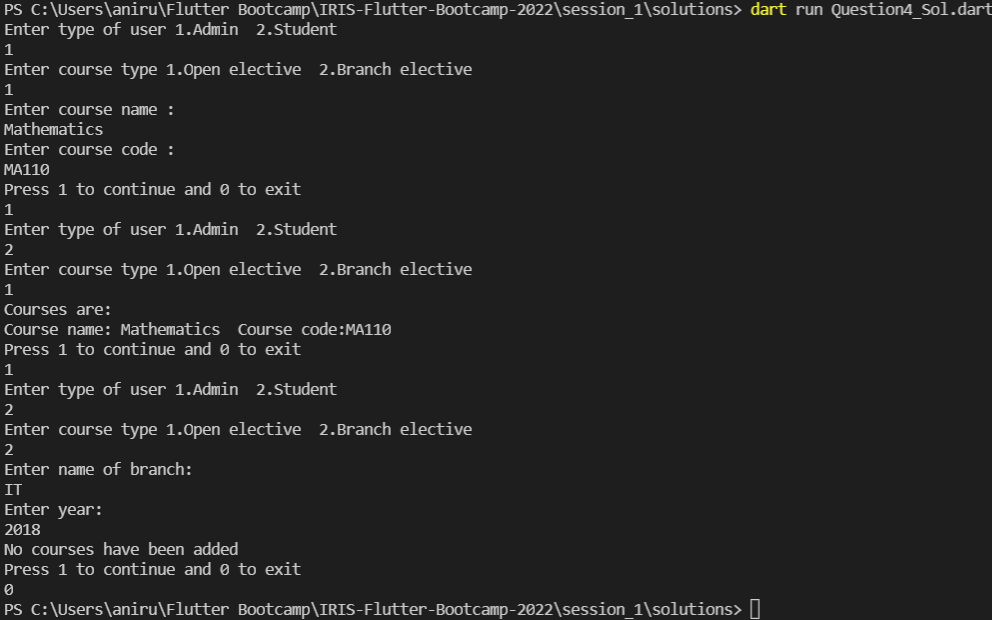 PS C:\Users\aniru\Flutter Bootcamp\IRIS-Flutter-Bootcamp-2022\session_1\solutions> dart run Question4_Sol.dart
Enter type of user 1.Admin  2.Student
1
Enter course type 1.Open elective  2.Branch elective
1
Enter course name :
Mathematics
Enter course code :
MA110
Press 1 to continue and 0 to exit
1
Enter type of user 1.Admin  2.Student
2
Enter course type 1.Open elective  2.Branch elective
1
Courses are:
Course name: Mathematics  Course code:MA110
Press 1 to continue and 0 to exit
1
Enter type of user 1.Admin  2.Student
2
Enter course type 1.Open elective  2.Branch elective
2
Enter name of branch:
IT
Enter year:
2018
No courses have been added
Press 1 to continue and 0 to exit
0
PS C:\Users\aniru\Flutter Bootcamp\IRIS-Flutter-Bootcamp-2022\session_1\solutions>